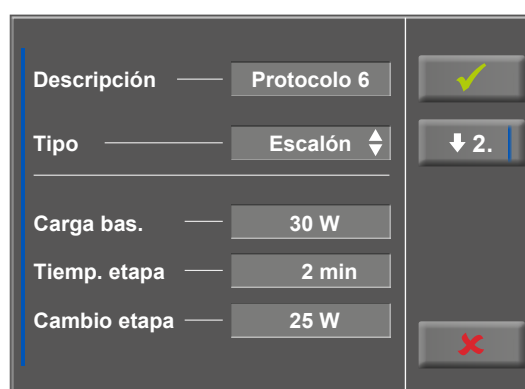 Descripción Protocolo 6
Tipo Escalón 2.
Carga bas. 30 W
Tiemp. etapa 2 min
Cambio etapa 25 W